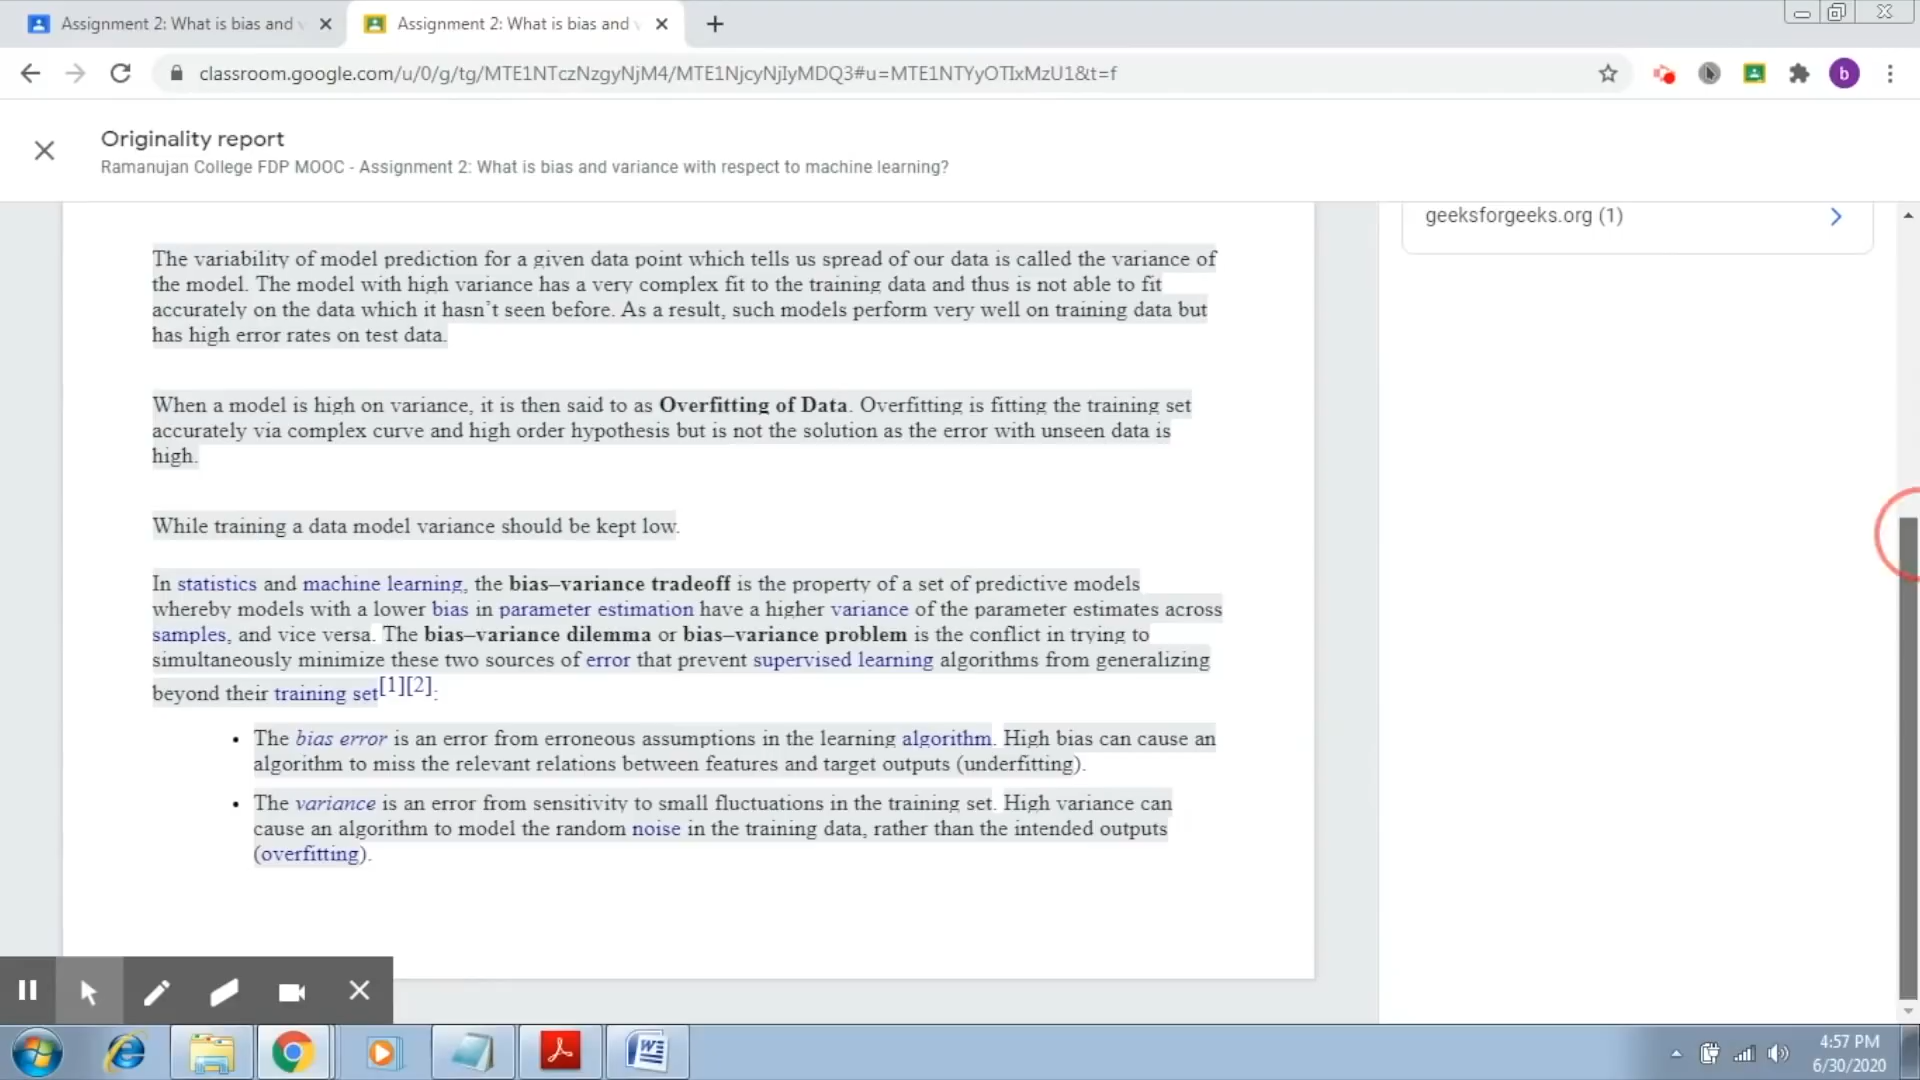 Assignment 2: What is bias and v
Assignment 2: What is bias and
classroom.google.com/u/0/g/tg/MTE1NTczNzgyNjM4/MTE1NjcyNjIyMDQ3#u=MTE1NTYyOTIxMzU1&t=f
b
Originality report
Ramanujan College FDP MOOC - Assignment 2: What is bias and variance with respect to machine learning?
geeksforgeeks.org (1)
The variability of model prediction for a given data point which tells us spread of our data is called the variance of
the model. The model with high variance has a very complex fit to the training data and thus is not able to fit
accurately on the data which it hasn’t seen before. As a result, such models perform very well on training data but
has high error rates on test data.
When a model is high on variance, it is then said to as Overfitting of Data. Overfitting is fitting the training set
accurately via complex curve and high order hypothesis but is not the solution as the error with unseen data is
high.
While training a data model variance should be kept low.
In statistics and machine learning, the bias–variance tradeoff is the property of a set of predictive models
whereby models with a lower bias in parameter estimation have a higher variance of the parameter estimates across
samples, and vice versa. The bias–variance dilemma or bias–variance problem is the conflict in trying to
simultaneously minimize these two sources of error that prevent supervised learning algorithms from generalizing
beyond their training set[1][2]:
• The bias error is an error from erroneous assumptions in the learning algorithm. High bias can cause an
algorithm to miss the relevant relations between features and target outputs (underfitting).
• The variance is an error from sensitivity to small fluctuations in the training set. High variance can
cause an algorithm to model the random noise in the training data, rather than the intended outputs
(overfitting).
4:57 PM
6/30/2020